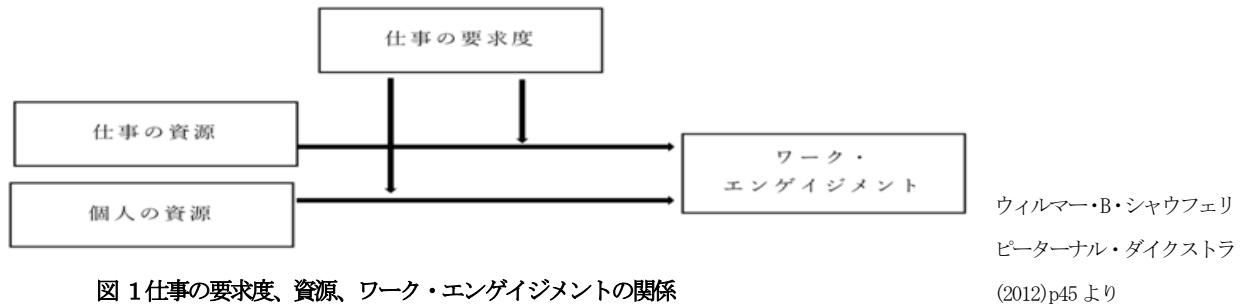 仕事の要求度
仕事の資源
個人の資源
ワーク・
エンゲイジメント
ウィルマー・B・シャウフェリ
ピーターナル・ダイクストラ
(2012)p45 より
図 1 仕事の要求度、資源、ワーク・エンゲイジメントの関係